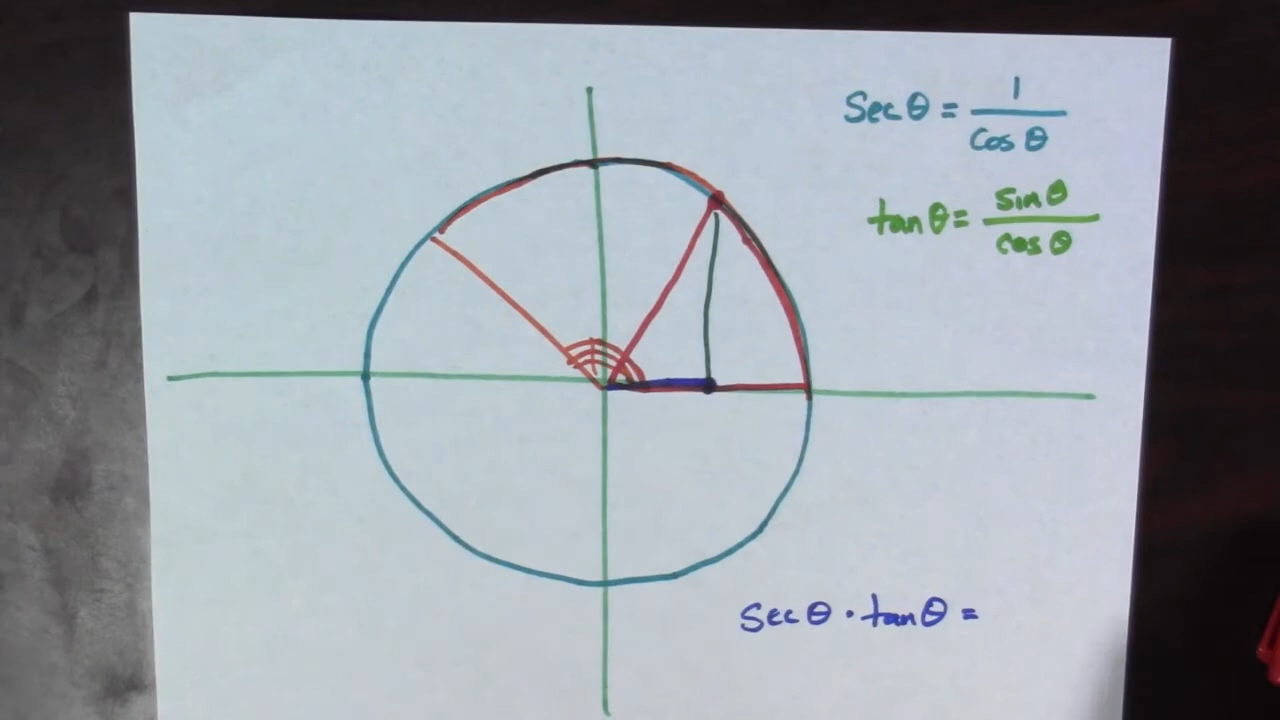 sec θ = 1 / cos θ
tan θ = sin θ / cos θ
sec θ · tan θ =